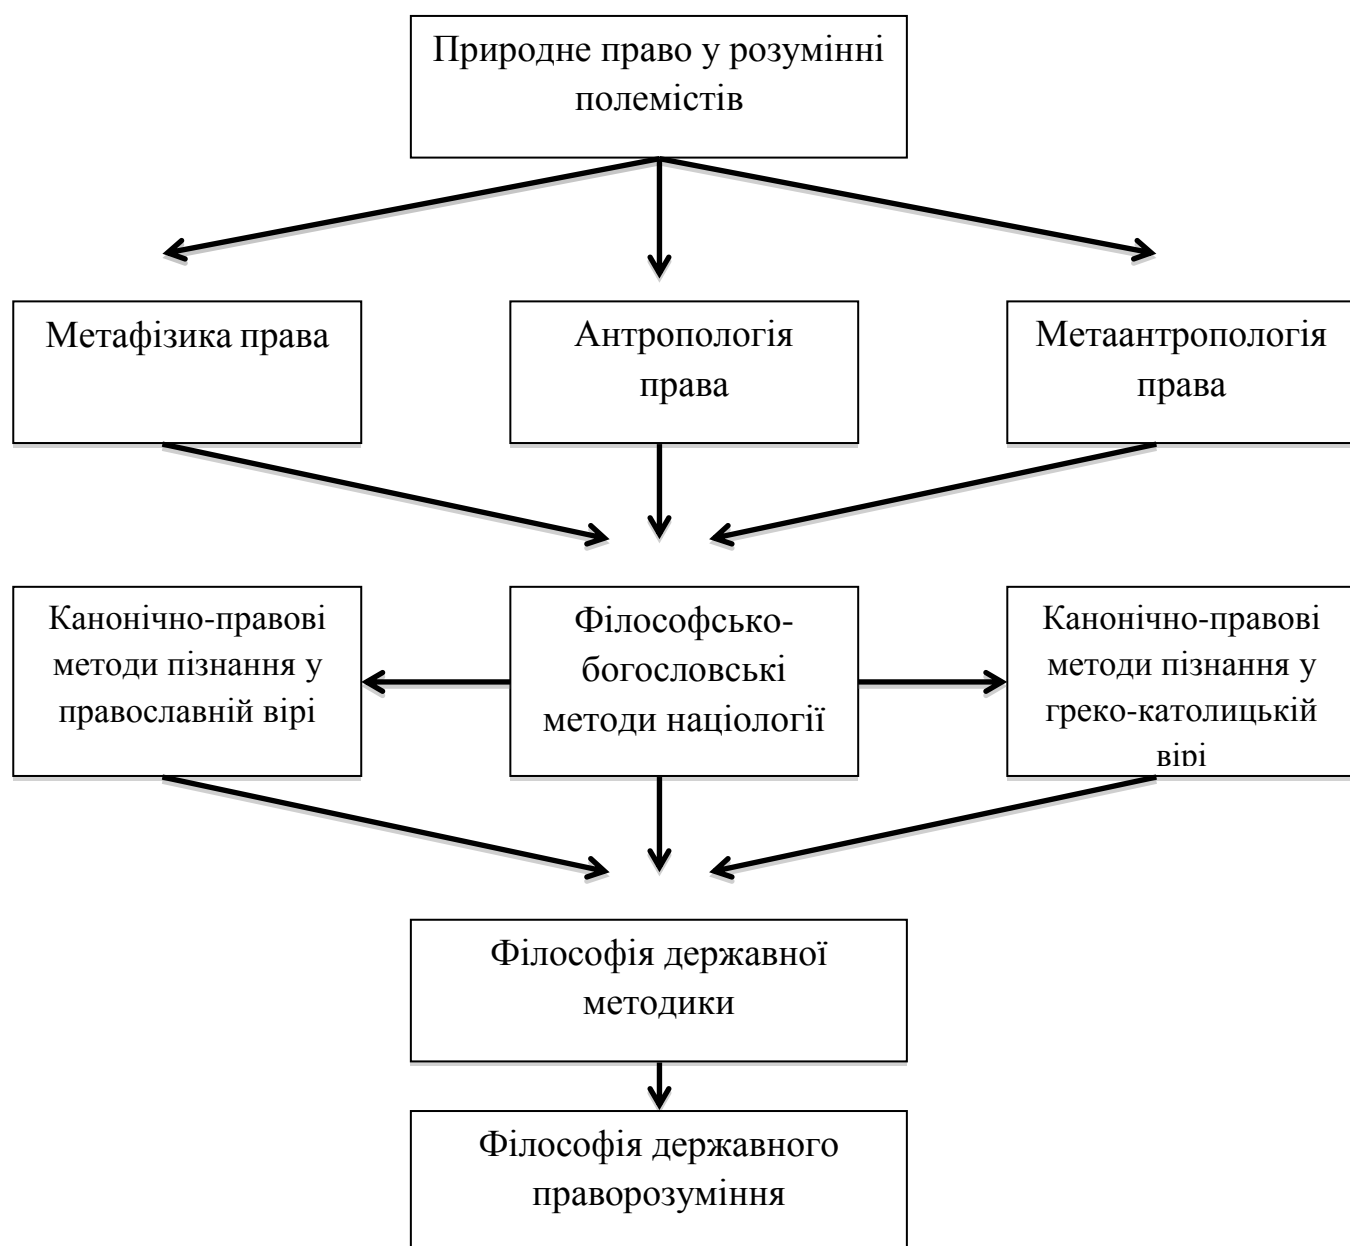 Природне право у розумінні
полемістів
Метафізика права
Антропологія
права
Метаантропологія
права
Канонічно-правові
методи пізнання у
православній вірі
Філософсько-
богословські
методи націології
Канонічно-правові
методи пізнання у
греко-католицькій
вірі
Філософія державної
методики
Філософія державного
праворозуміння